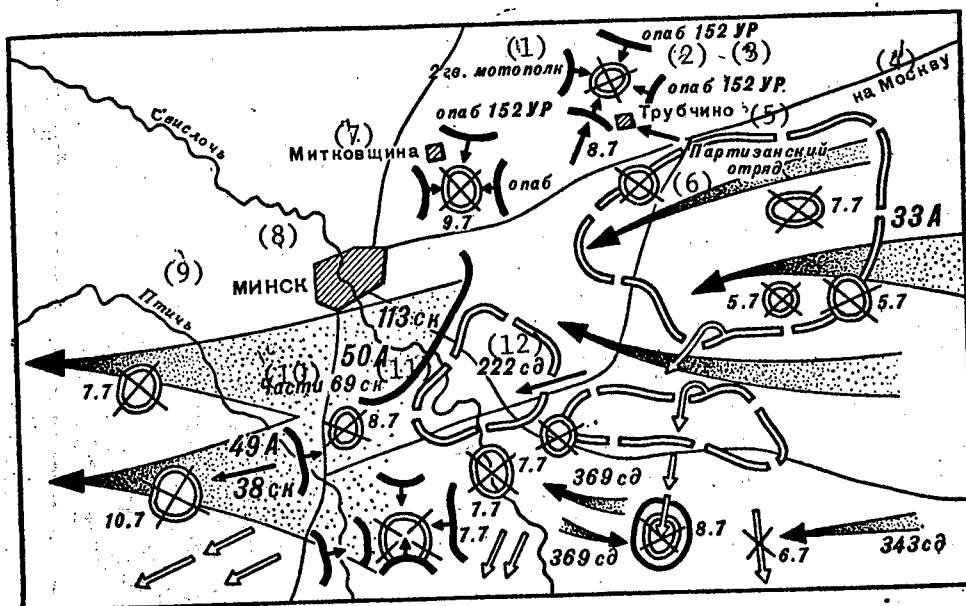 опаб 152 УР
(1)
(2) - (3)
(4)
на Москву
2 гв. мотополк
опаб 152 УР.
опаб 152 УР
Трубчино
(5)
Свислочь
(7)
8.7
Митковщина
Партизанский
отряд
(6)
опаб
9.7
7.7
33А
(8)
(9)
МИНСК
5.7
5.7
Птичь
113 ск
50А
(10)
(11)
части 69 ск
(12)
222 сд
7.7
8.7
49А
38 ск
7.7
369 сд
7.7
10.7
7.7
8.7
369 сд
6.7
343 сд